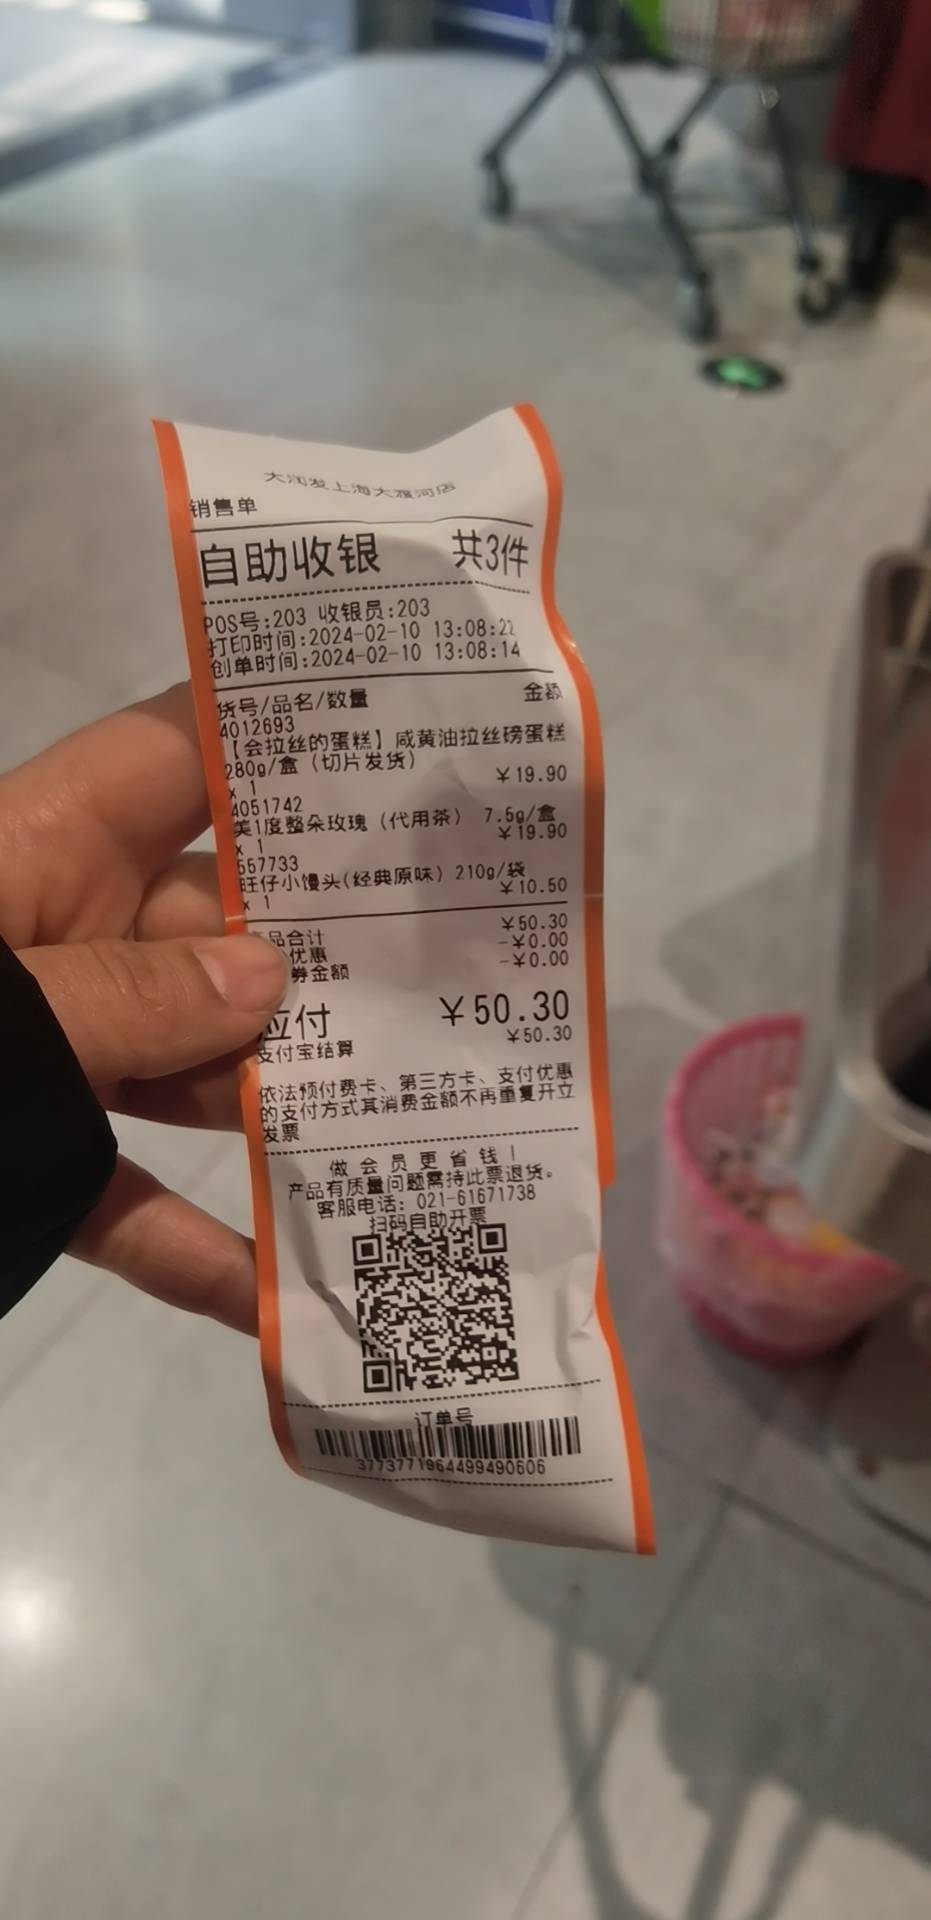 大润发上海大渡河店
销售单
自助收银 共3件
POS号:203 收银员:203
打印时间:2024-02-10 13:08:22
创单时间:2024-02-10 13:08:14
货号/品名/数量 金额
4012693
【会拉丝的蛋糕】咸黄油拉丝磅蛋糕
280g/盒（切片发货）
x 1 ￥19.90
4051742
美1度整朵玫瑰（代用茶） 7.5g/盒
x 1 ￥19.90
557733
旺仔小馒头(经典原味) 210g/袋
x 1 ￥10.50
品合计 ￥50.30
优惠 -￥0.00
券金额 -￥0.00
应付 ￥50.30
支付宝结算 ￥50.30
依法预付费卡、第三方卡、支付优惠
的支付方式其消费金额不再重复开立
发票
做会员更省钱!
产品有质量问题需持此票退货。
客服电话: 021-61671738
扫码自助开票
订单号
3773771964499490606